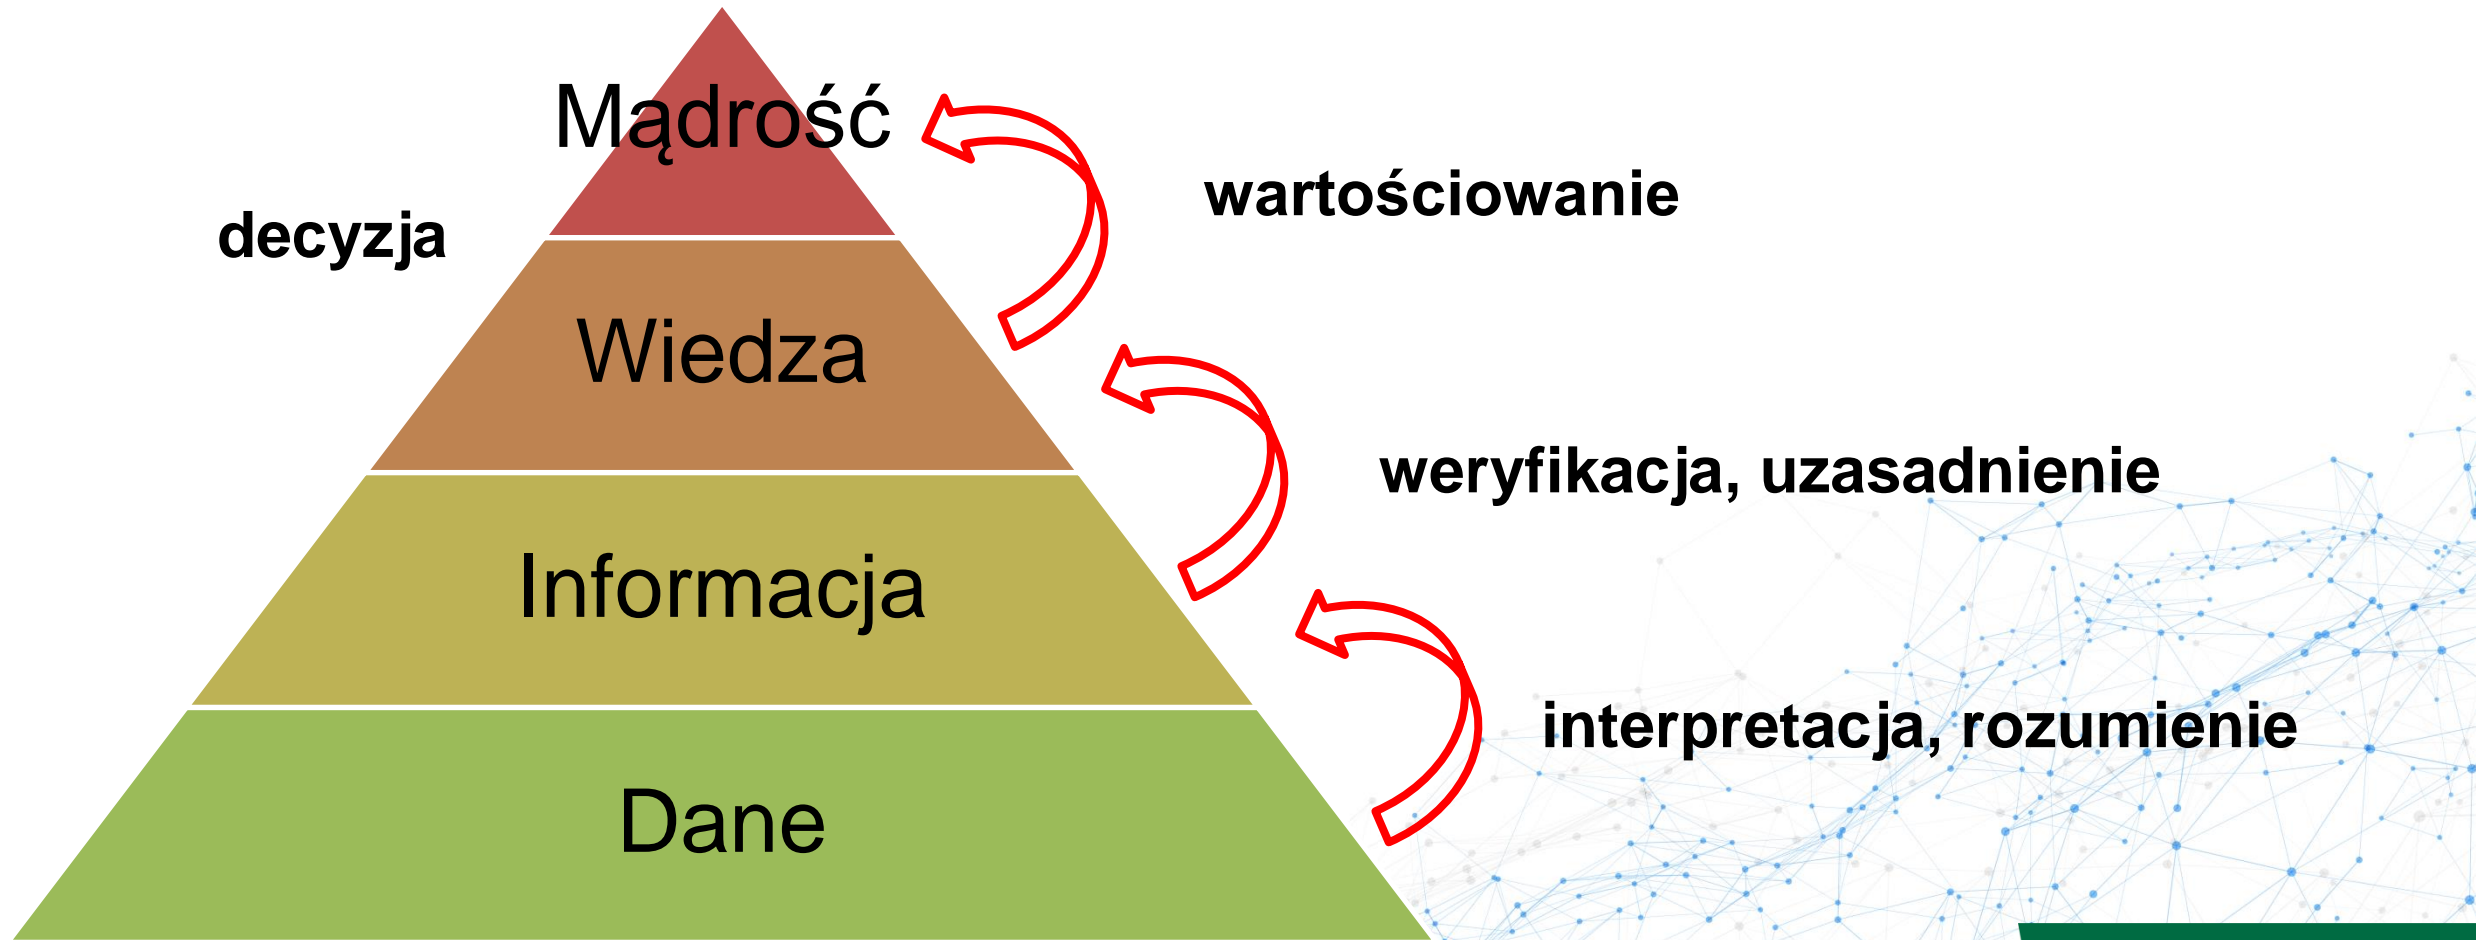 Mądrość
wartościowanie
decyzja
Wiedza
weryfikacja, uzasadnienie
Informacja
interpretacja, rozumienie
Dane